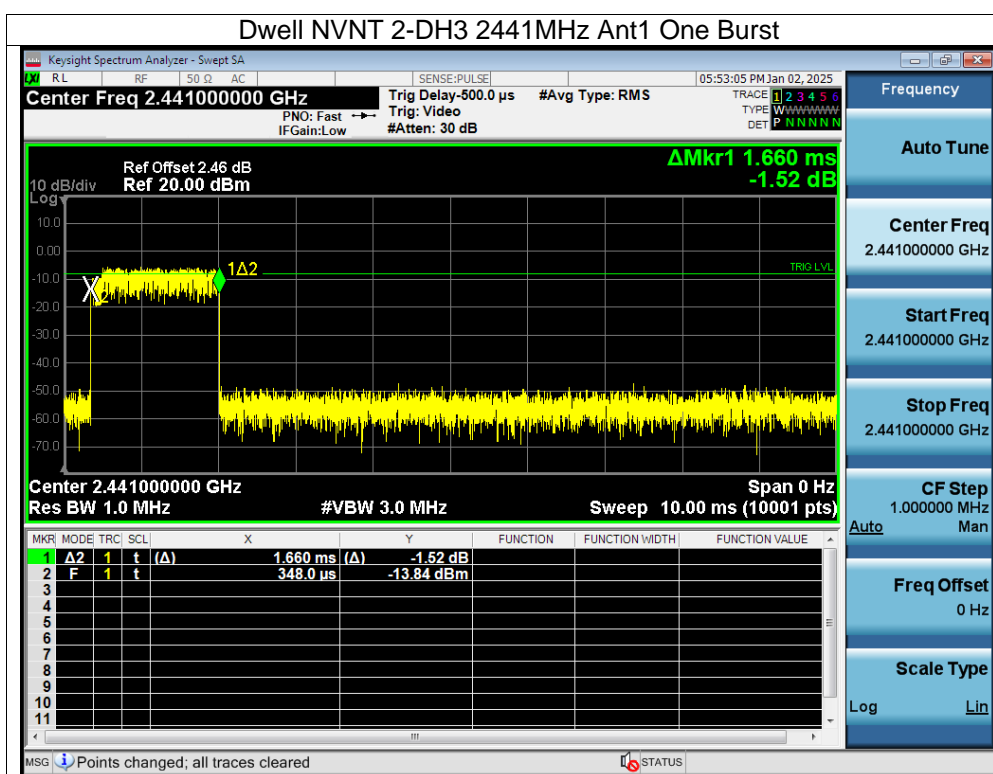 Dwell NVNT 2-DH3 2441MHz Ant1 One Burst
Keysight Spectrum Analyzer - Swept SA
LXI RL RF 50 Ω AC SENSE:PULSE 05:53:05 PM Jan 02, 2025
Center Freq 2.441000000 GHz Trig Delay-500.0 µs #Avg Type: RMS TRACE 1 2 3 4 5 6
PNO: Fast Trig: Video TYPE WWWWWW
IFGain:Low #Atten: 30 dB DET P N N N N N
Frequency
ΔMkr1 1.660 ms
-1.52 dB
Ref Offset 2.46 dB
10 dB/div Ref 20.00 dBm
Log
10.0
0.00
-10.0
-20.0
-30.0
-40.0
-50.0
-60.0
-70.0
1Δ2
TRIG LVL
Center 2.441000000 GHz Span 0 Hz
Res BW 1.0 MHz #VBW 3.0 MHz Sweep 10.00 ms (10001 pts)
MKR MODE TRC SCL X Y FUNCTION FUNCTION WIDTH FUNCTION VALUE
1 Δ2 1 t (Δ) 1.660 ms (Δ) -1.52 dB
2 F 1 t 348.0 µs -13.84 dBm
3
4
5
6
7
8
9
10
11
MSG Points changed; all traces cleared STATUS
Auto Tune
Center Freq
2.441000000 GHz
Start Freq
2.441000000 GHz
Stop Freq
2.441000000 GHz
CF Step
1.000000 MHz
Auto Man
Freq Offset
0 Hz
Scale Type
Log Lin